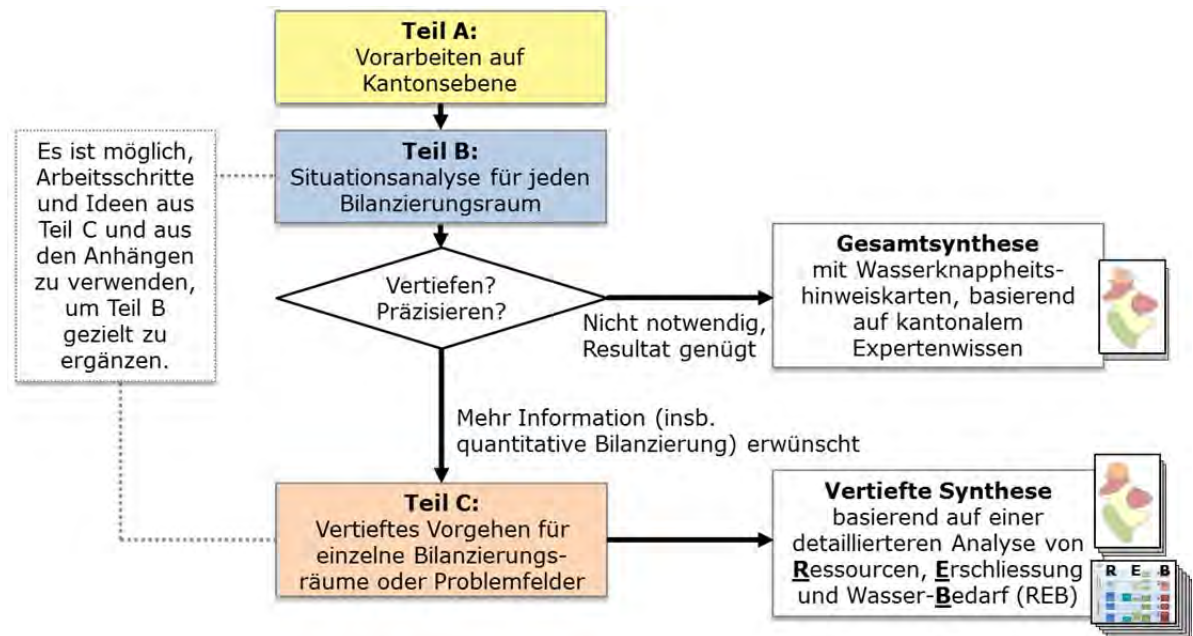 Teil A:
Vorarbeiten auf
Kantonsebene
Es ist möglich,
Arbeitsschritte
und Ideen aus
Teil C und aus
den Anhängen
zu verwenden,
um Teil B
gezielt zu
ergänzen.
Teil B:
Situationsanalyse für jeden
Bilanzierungsraum
Vertiefen?
Präzisieren?
Nicht notwendig,
Resultat genügt
Gesamtsynthese
mit Wasserknappheits-
hinweiskarten, basierend
auf kantonalem
Expertenwissen
Mehr Information (insb.
quantitative Bilanzierung) erwünscht
Teil C:
Vertieftes Vorgehen für
einzelne Bilanzierungs-
räume oder Problemfelder
Vertiefte Synthese
basierend auf einer
detaillierteren Analyse von
Ressourcen, Erschliessung
und Wasser-Bedarf (REB)
R E B